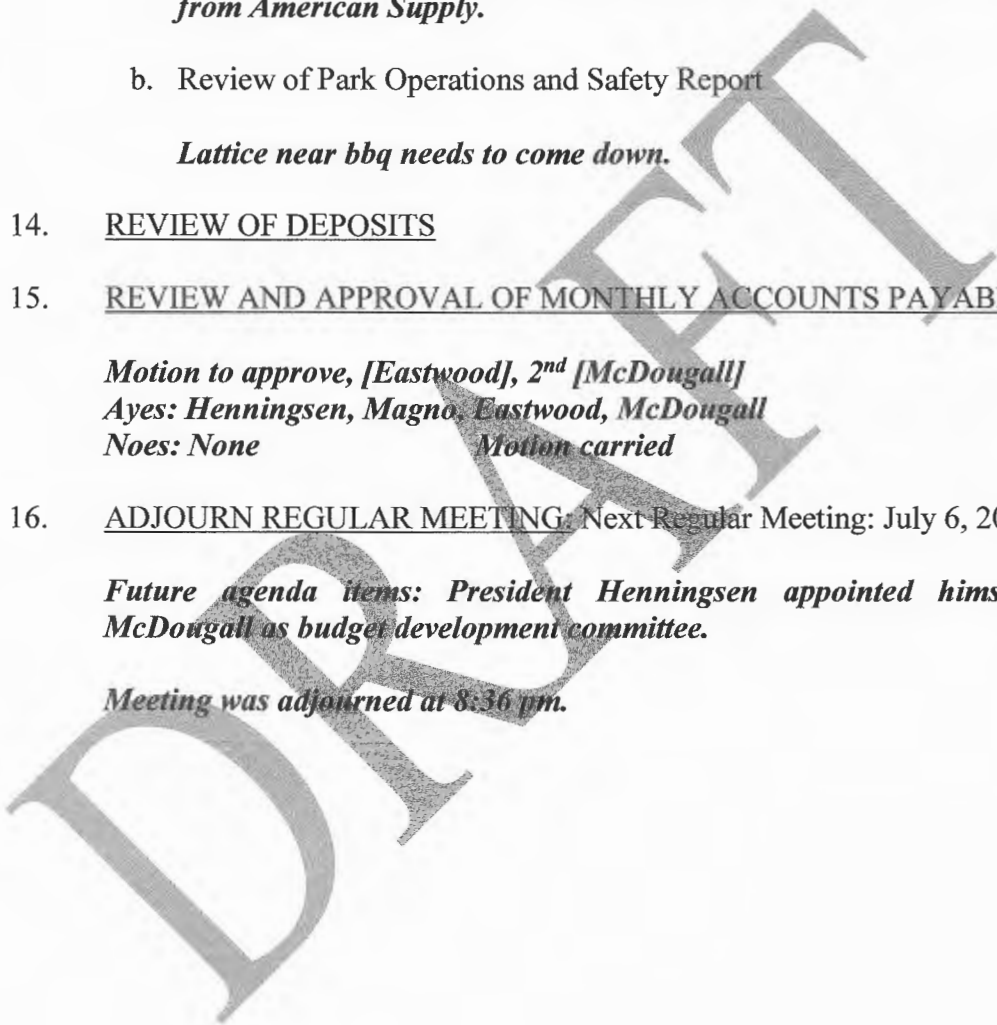 from American Supply.
b. Review of Park Operations and Safety Report
Lattice near bbq needs to come down.
14. REVIEW OF DEPOSITS
15. REVIEW AND APPROVAL OF MONTHLY ACCOUNTS PAYAB
Motion to approve, [Eastwood], 2nd [McDougall]
Ayes: Henningsen, Magno, Eastwood, McDougall
Noes: None Motion carried
16. ADJOURN REGULAR MEETING: Next Regular Meeting: July 6, 20
Future agenda items: President Henningsen appointed hims
McDougall as budget development committee.
Meeting was adjourned at 8:36 pm.
DRAFT